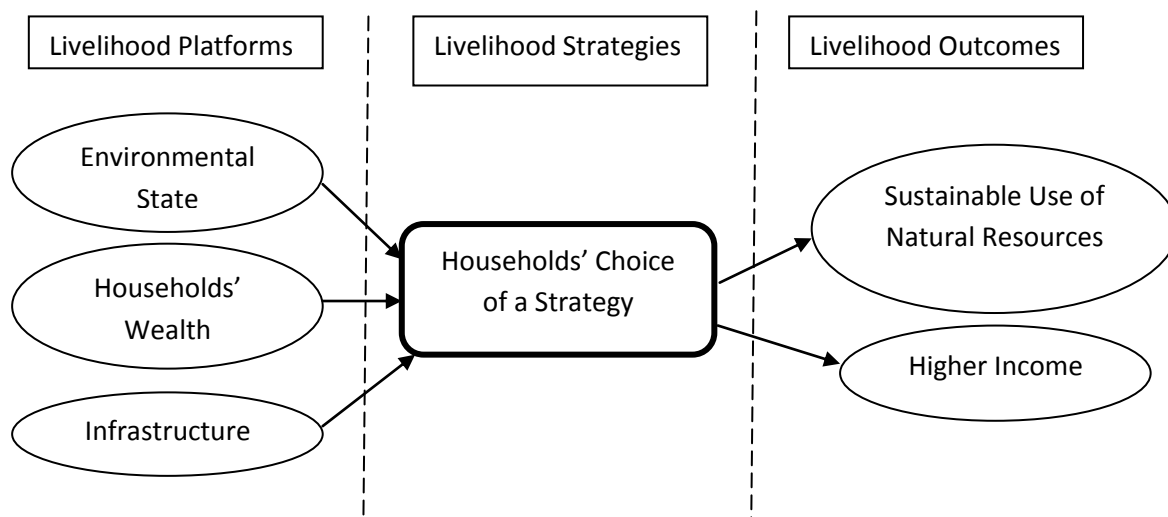 Livelihood Platforms
Livelihood Strategies
Livelihood Outcomes
Environmental
State
Households’
Wealth
Infrastructure
Households’ Choice
of a Strategy
Sustainable Use of
Natural Resources
Higher Income